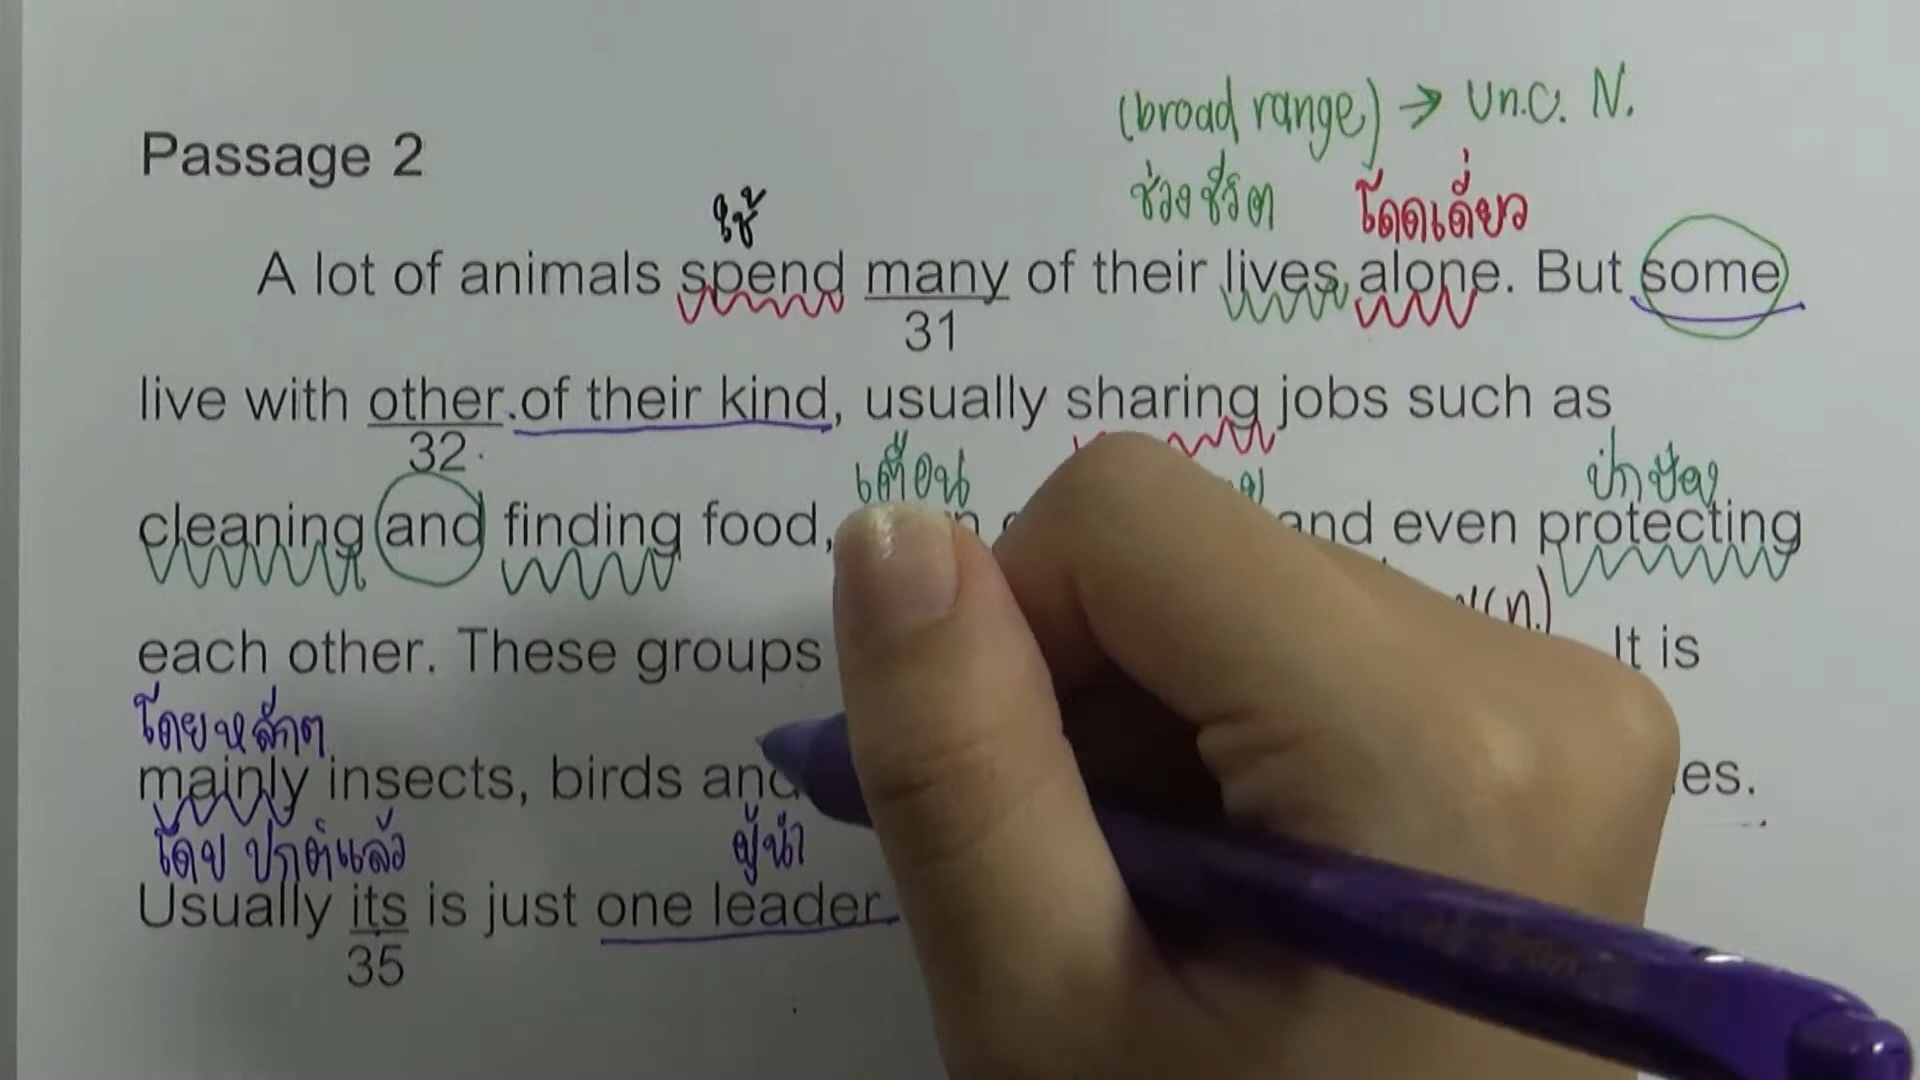 (broad range) → Un.C. N.
Passage 2
ช่วงชีวิต โดดเดี่ยว
ใช้
A lot of animals spend many of their lives alone. But some
31
live with other of their kind, usually sharing jobs such as
32
เตือน ปกป้อง
cleaning and finding food, and even protecting
(n.)
each other. These groups It is
โดยหลักๆ
mainly insects, birds and
โดยปกติแล้ว ผู้นำ
Usually its is just one leader
35